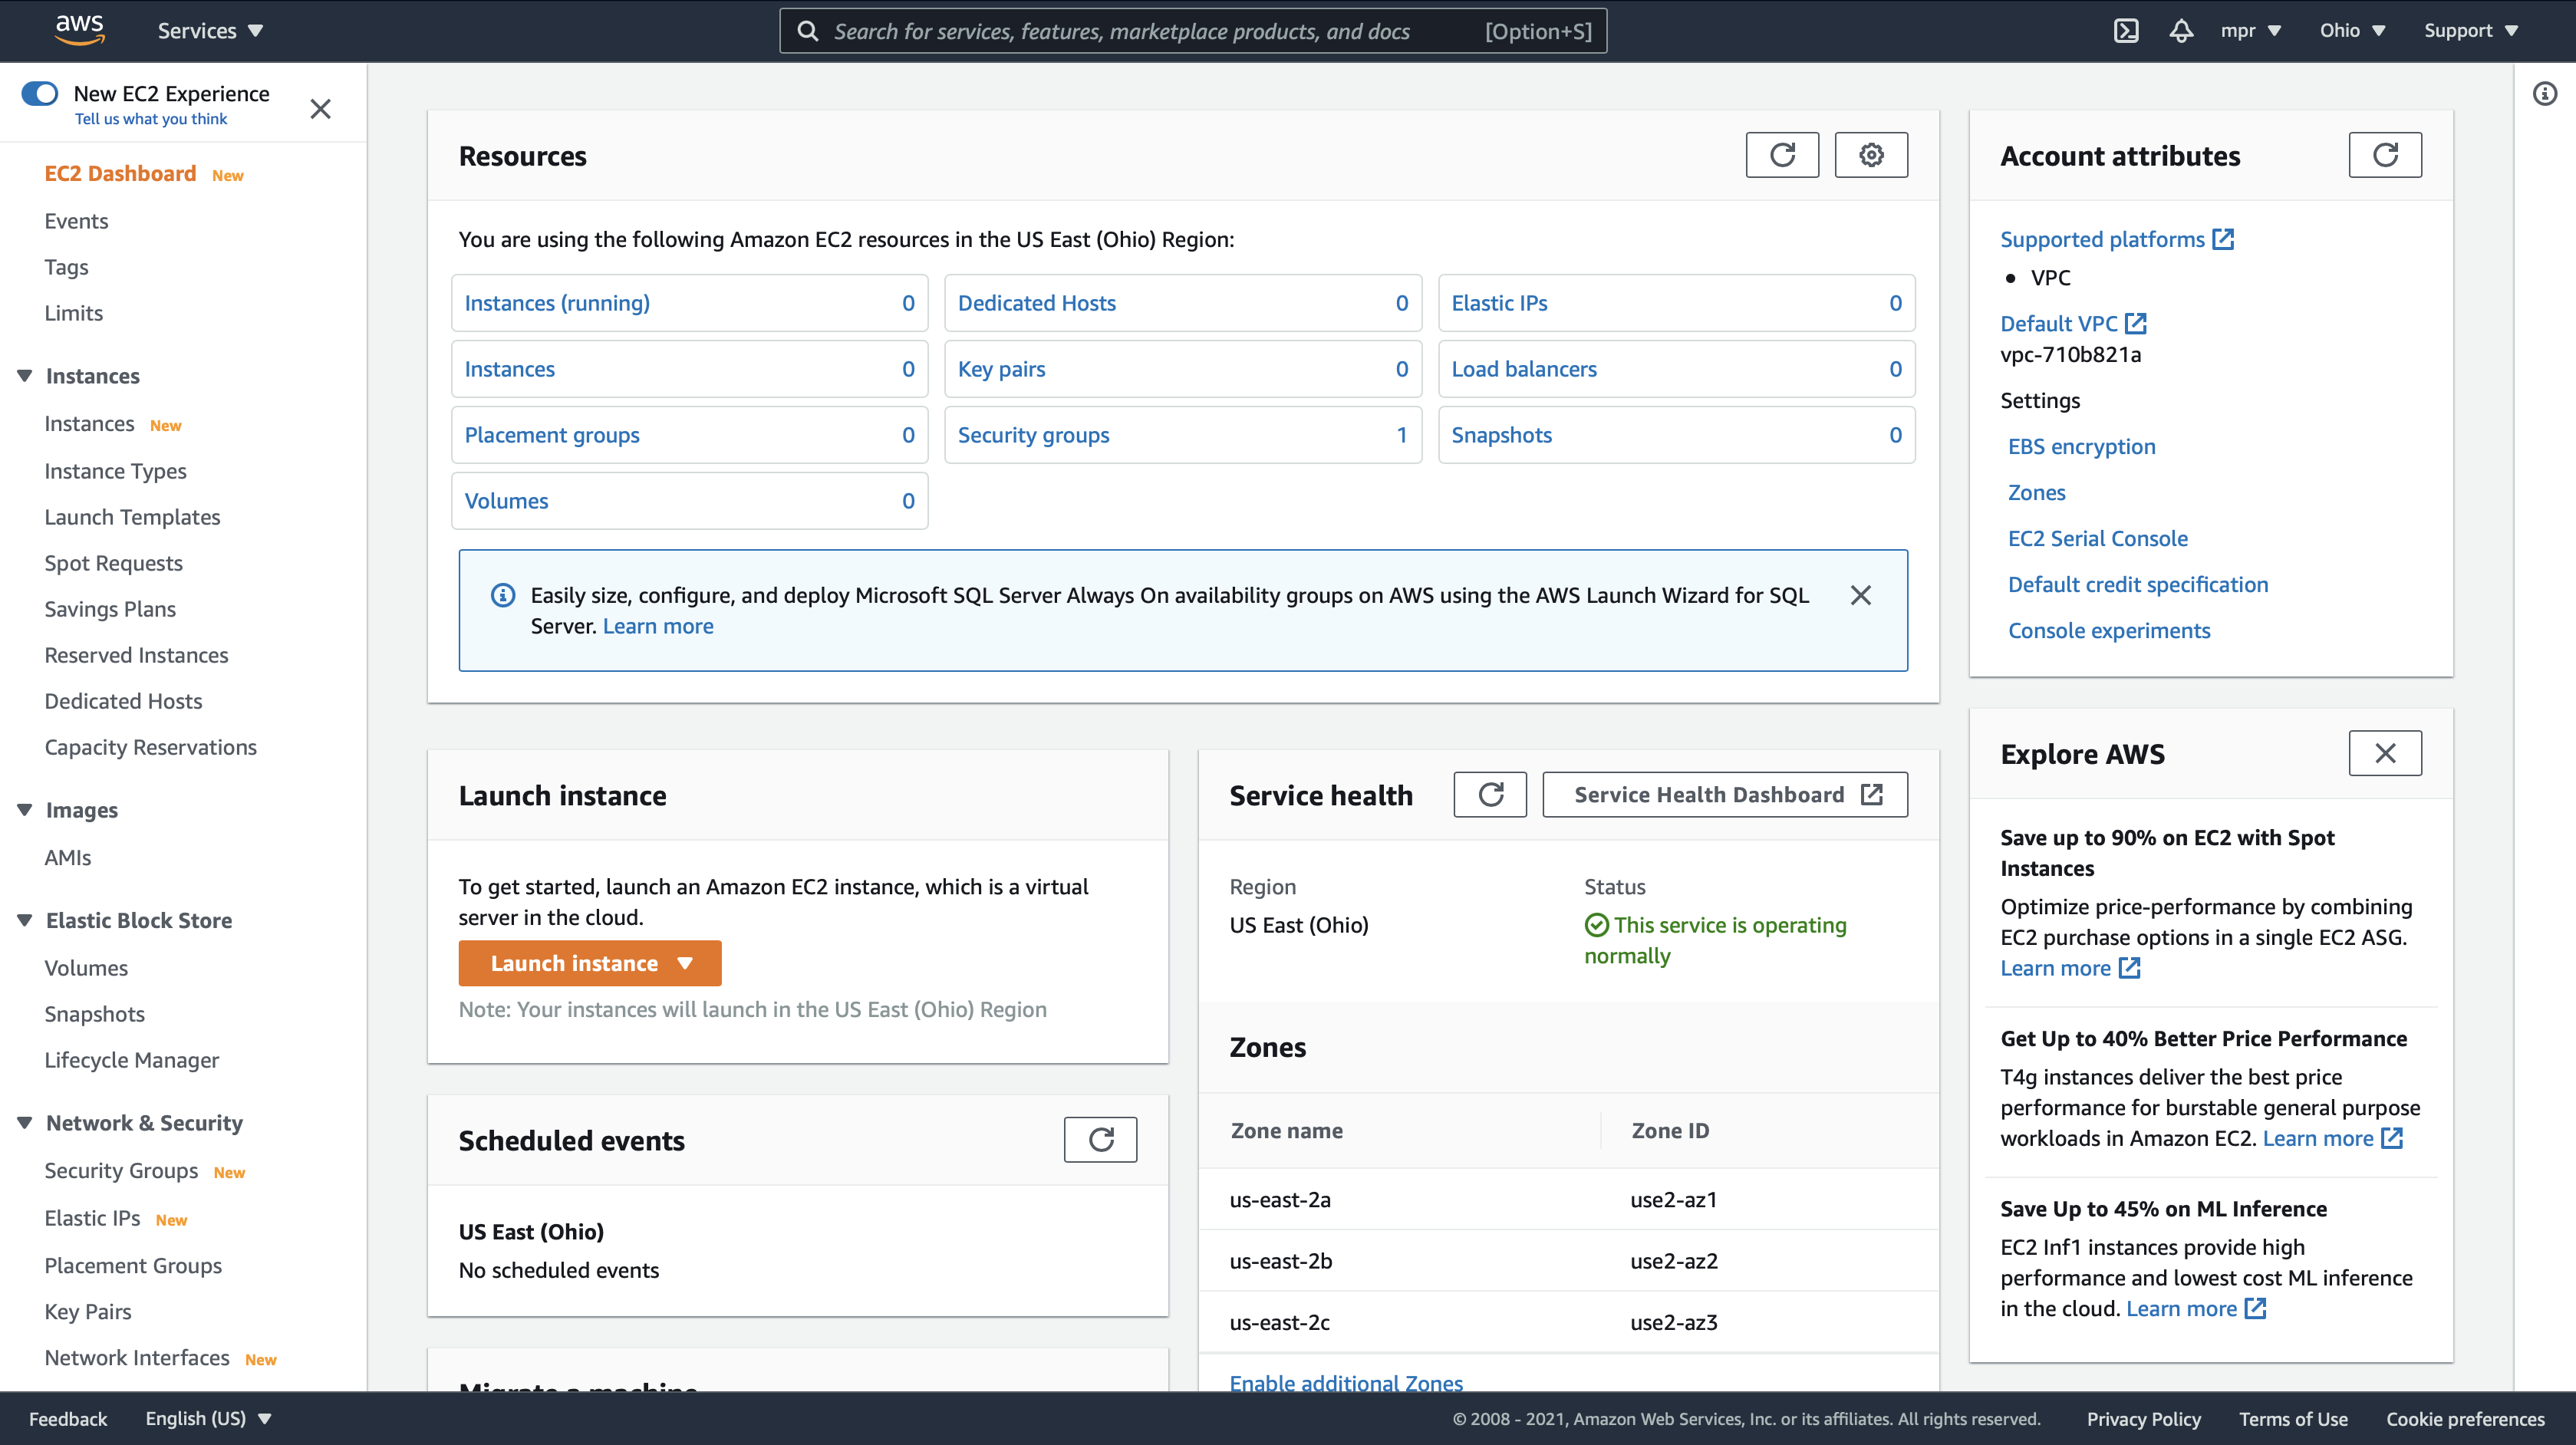 aws
Services
Search for services, features, marketplace products, and docs [Option+S]
mpr
Ohio
Support
New EC2 Experience
Tell us what you think
EC2 Dashboard New
Events
Tags
Limits
Instances
Instances New
Instance Types
Launch Templates
Spot Requests
Savings Plans
Reserved Instances
Dedicated Hosts
Capacity Reservations
Images
AMIs
Elastic Block Store
Volumes
Snapshots
Lifecycle Manager
Network & Security
Security Groups New
Elastic IPs New
Placement Groups
Key Pairs
Network Interfaces New
Resources
You are using the following Amazon EC2 resources in the US East (Ohio) Region:
Instances (running) 0
Dedicated Hosts 0
Elastic IPs 0
Instances 0
Key pairs 0
Load balancers 0
Placement groups 0
Security groups 1
Snapshots 0
Volumes 0
Easily size, configure, and deploy Microsoft SQL Server Always On availability groups on AWS using the AWS Launch Wizard for SQL
Server. Learn more
Launch instance
To get started, launch an Amazon EC2 instance, which is a virtual
server in the cloud.
Launch instance
Note: Your instances will launch in the US East (Ohio) Region
Scheduled events
US East (Ohio)
No scheduled events
Migrate a machine
Service health
Service Health Dashboard
Region
US East (Ohio)
Status
This service is operating
normally
Zones
Zone name Zone ID
us-east-2a use2-az1
us-east-2b use2-az2
us-east-2c use2-az3
Enable additional Zones
Account attributes
Supported platforms
VPC
Default VPC
vpc-710b821a
Settings
EBS encryption
Zones
EC2 Serial Console
Default credit specification
Console experiments
Explore AWS
Save up to 90% on EC2 with Spot
Instances
Optimize price-performance by combining
EC2 purchase options in a single EC2 ASG.
Learn more
Get Up to 40% Better Price Performance
T4g instances deliver the best price
performance for burstable general purpose
workloads in Amazon EC2. Learn more
Save Up to 45% on ML Inference
EC2 Inf1 instances provide high
performance and lowest cost ML inference
in the cloud. Learn more
Feedback
English (US)
© 2008 - 2021, Amazon Web Services, Inc. or its affiliates. All rights reserved.
Privacy Policy
Terms of Use
Cookie preferences